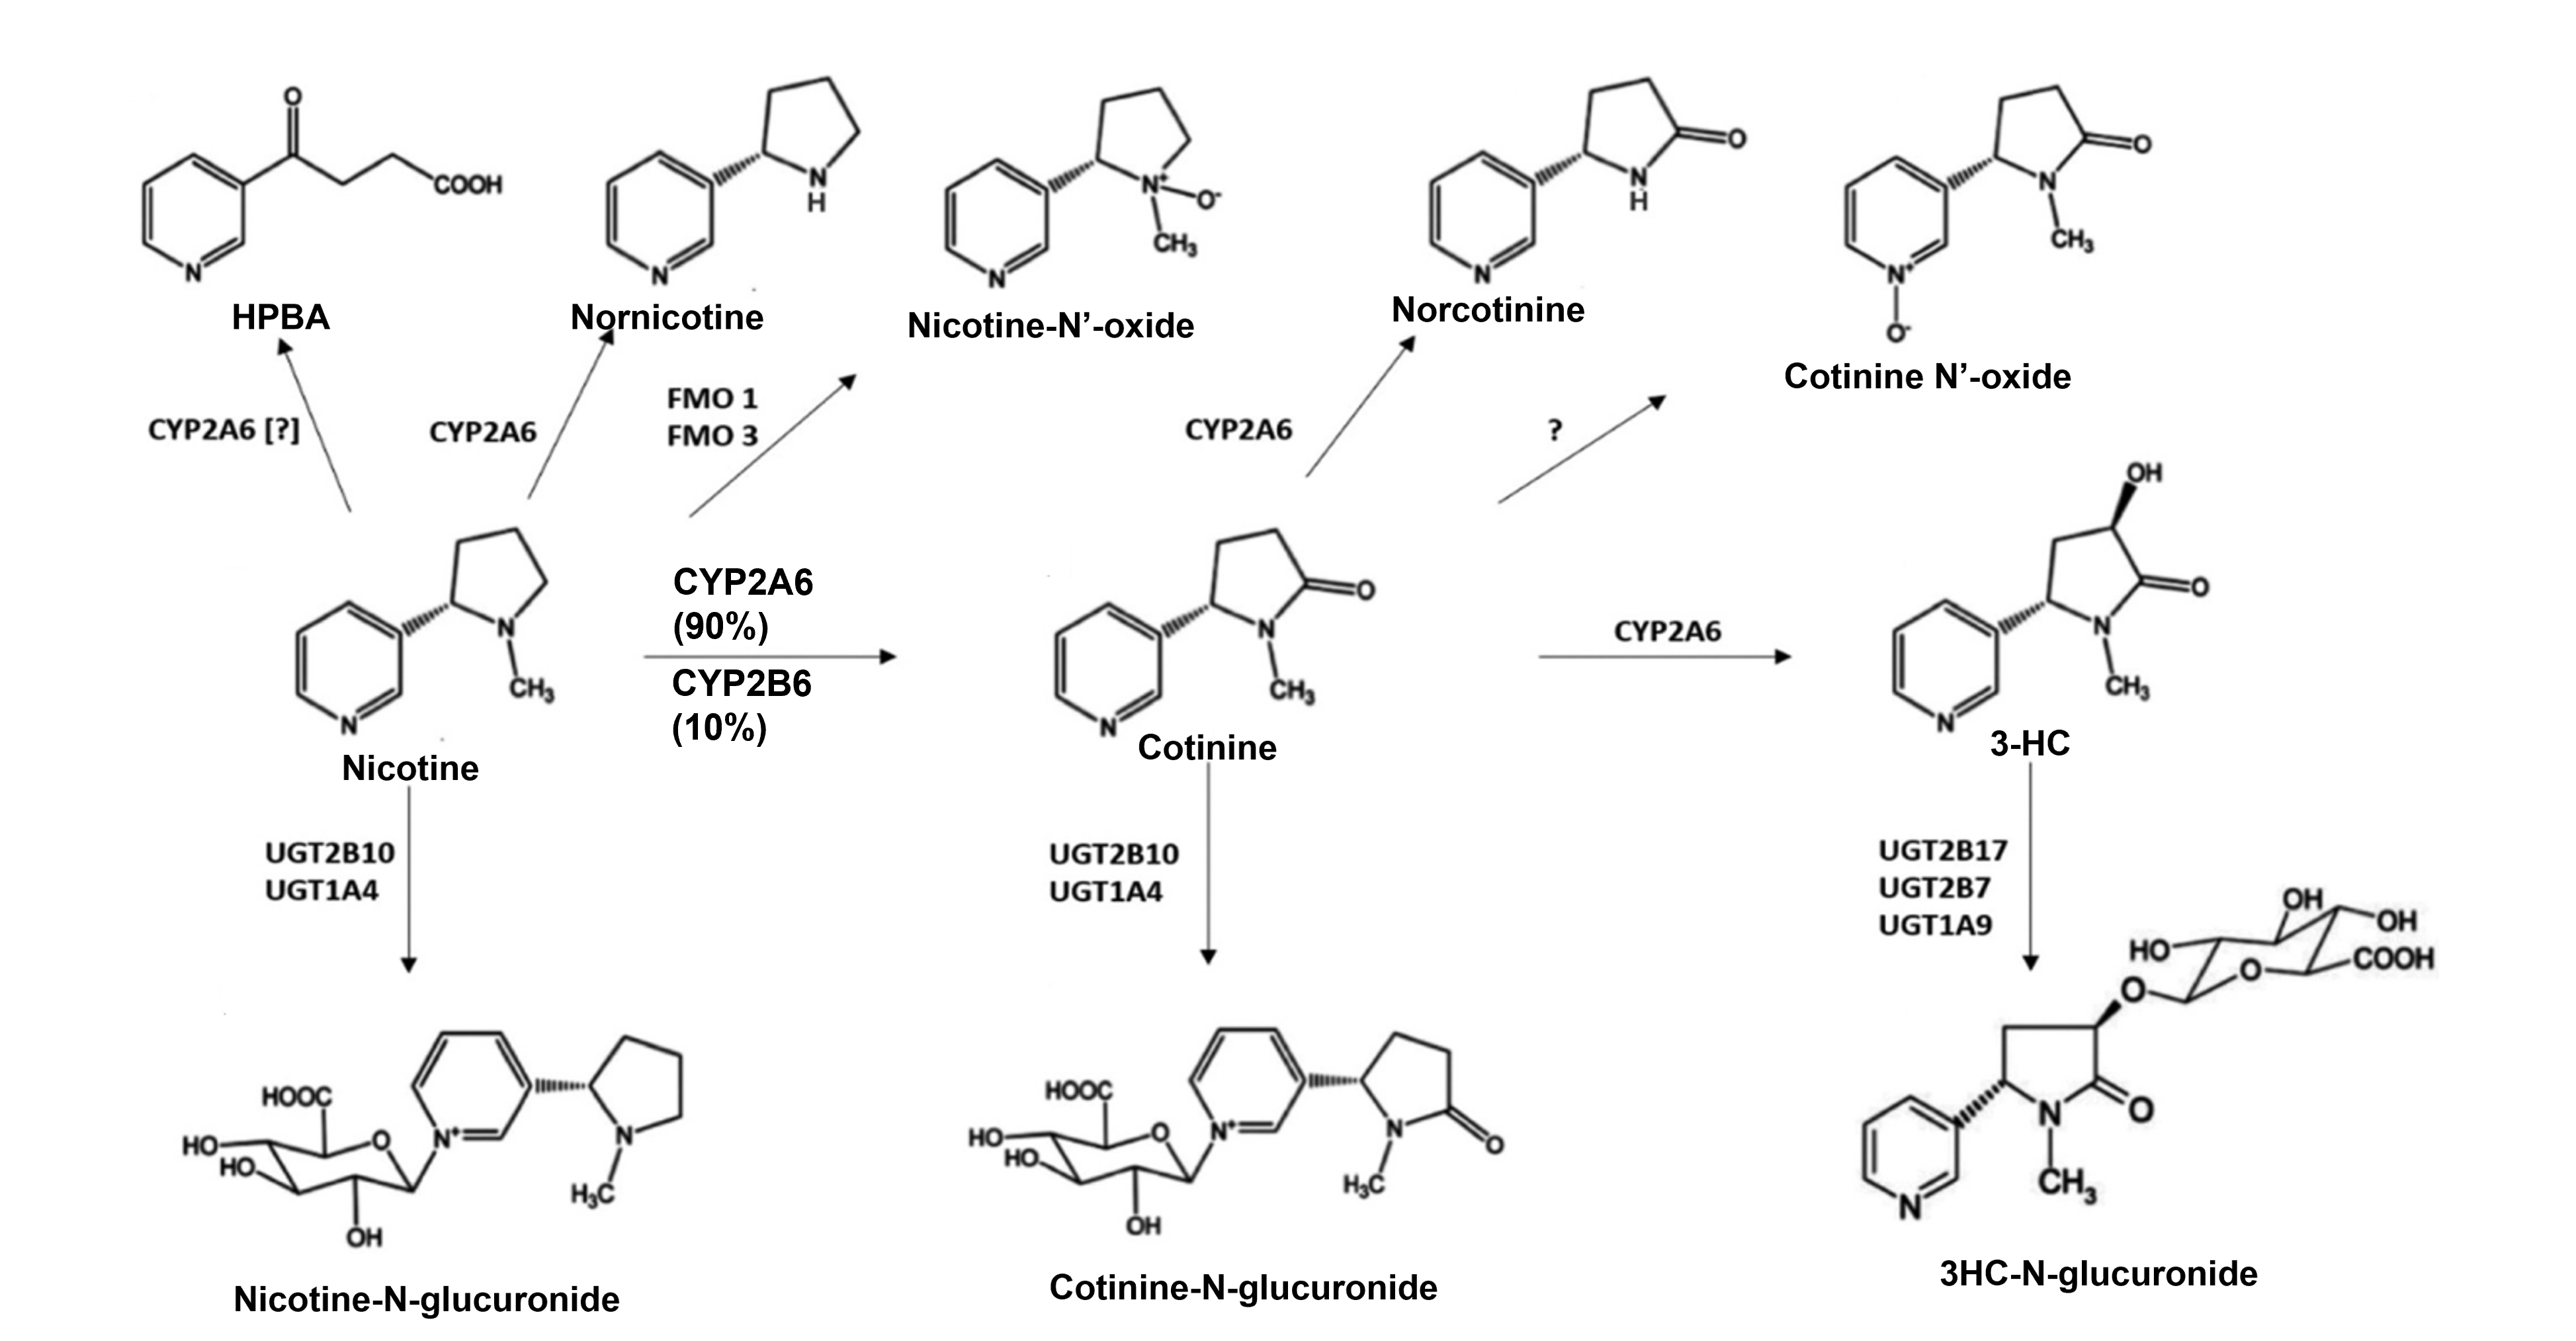 O
COOH
N
HPBA
N
H
N
Nornicotine
N+
O-
CH3
N
Nicotine-N’-oxide
O
N
H
N
Norcotinine
O
N
CH3
N+
O-
Cotinine N’-oxide
CYP2A6 [?]
CYP2A6
FMO 1
FMO 3
CYP2A6
?
N
CH3
N
Nicotine
CYP2A6
(90%)
CYP2B6
(10%)
O
N
CH3
N
Cotinine
CYP2A6
OH
O
N
CH3
N
3-HC
UGT2B10
UGT1A4
UGT2B10
UGT1A4
UGT2B17
UGT2B7
UGT1A9
HOOC
HO
HO
O
OH
N+
N
H3C
Nicotine-N-glucuronide
HOOC
HO
HO
O
OH
N+
N
O
H3C
Cotinine-N-glucuronide
OH
OH
HO
COOH
O
O
N
O
CH3
N
3HC-N-glucuronide